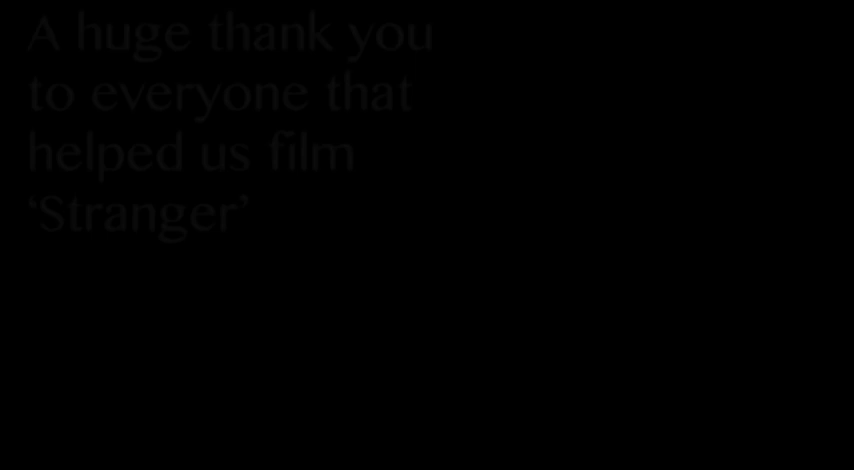 A huge thank you
to everyone that
helped us film
‘Stranger’